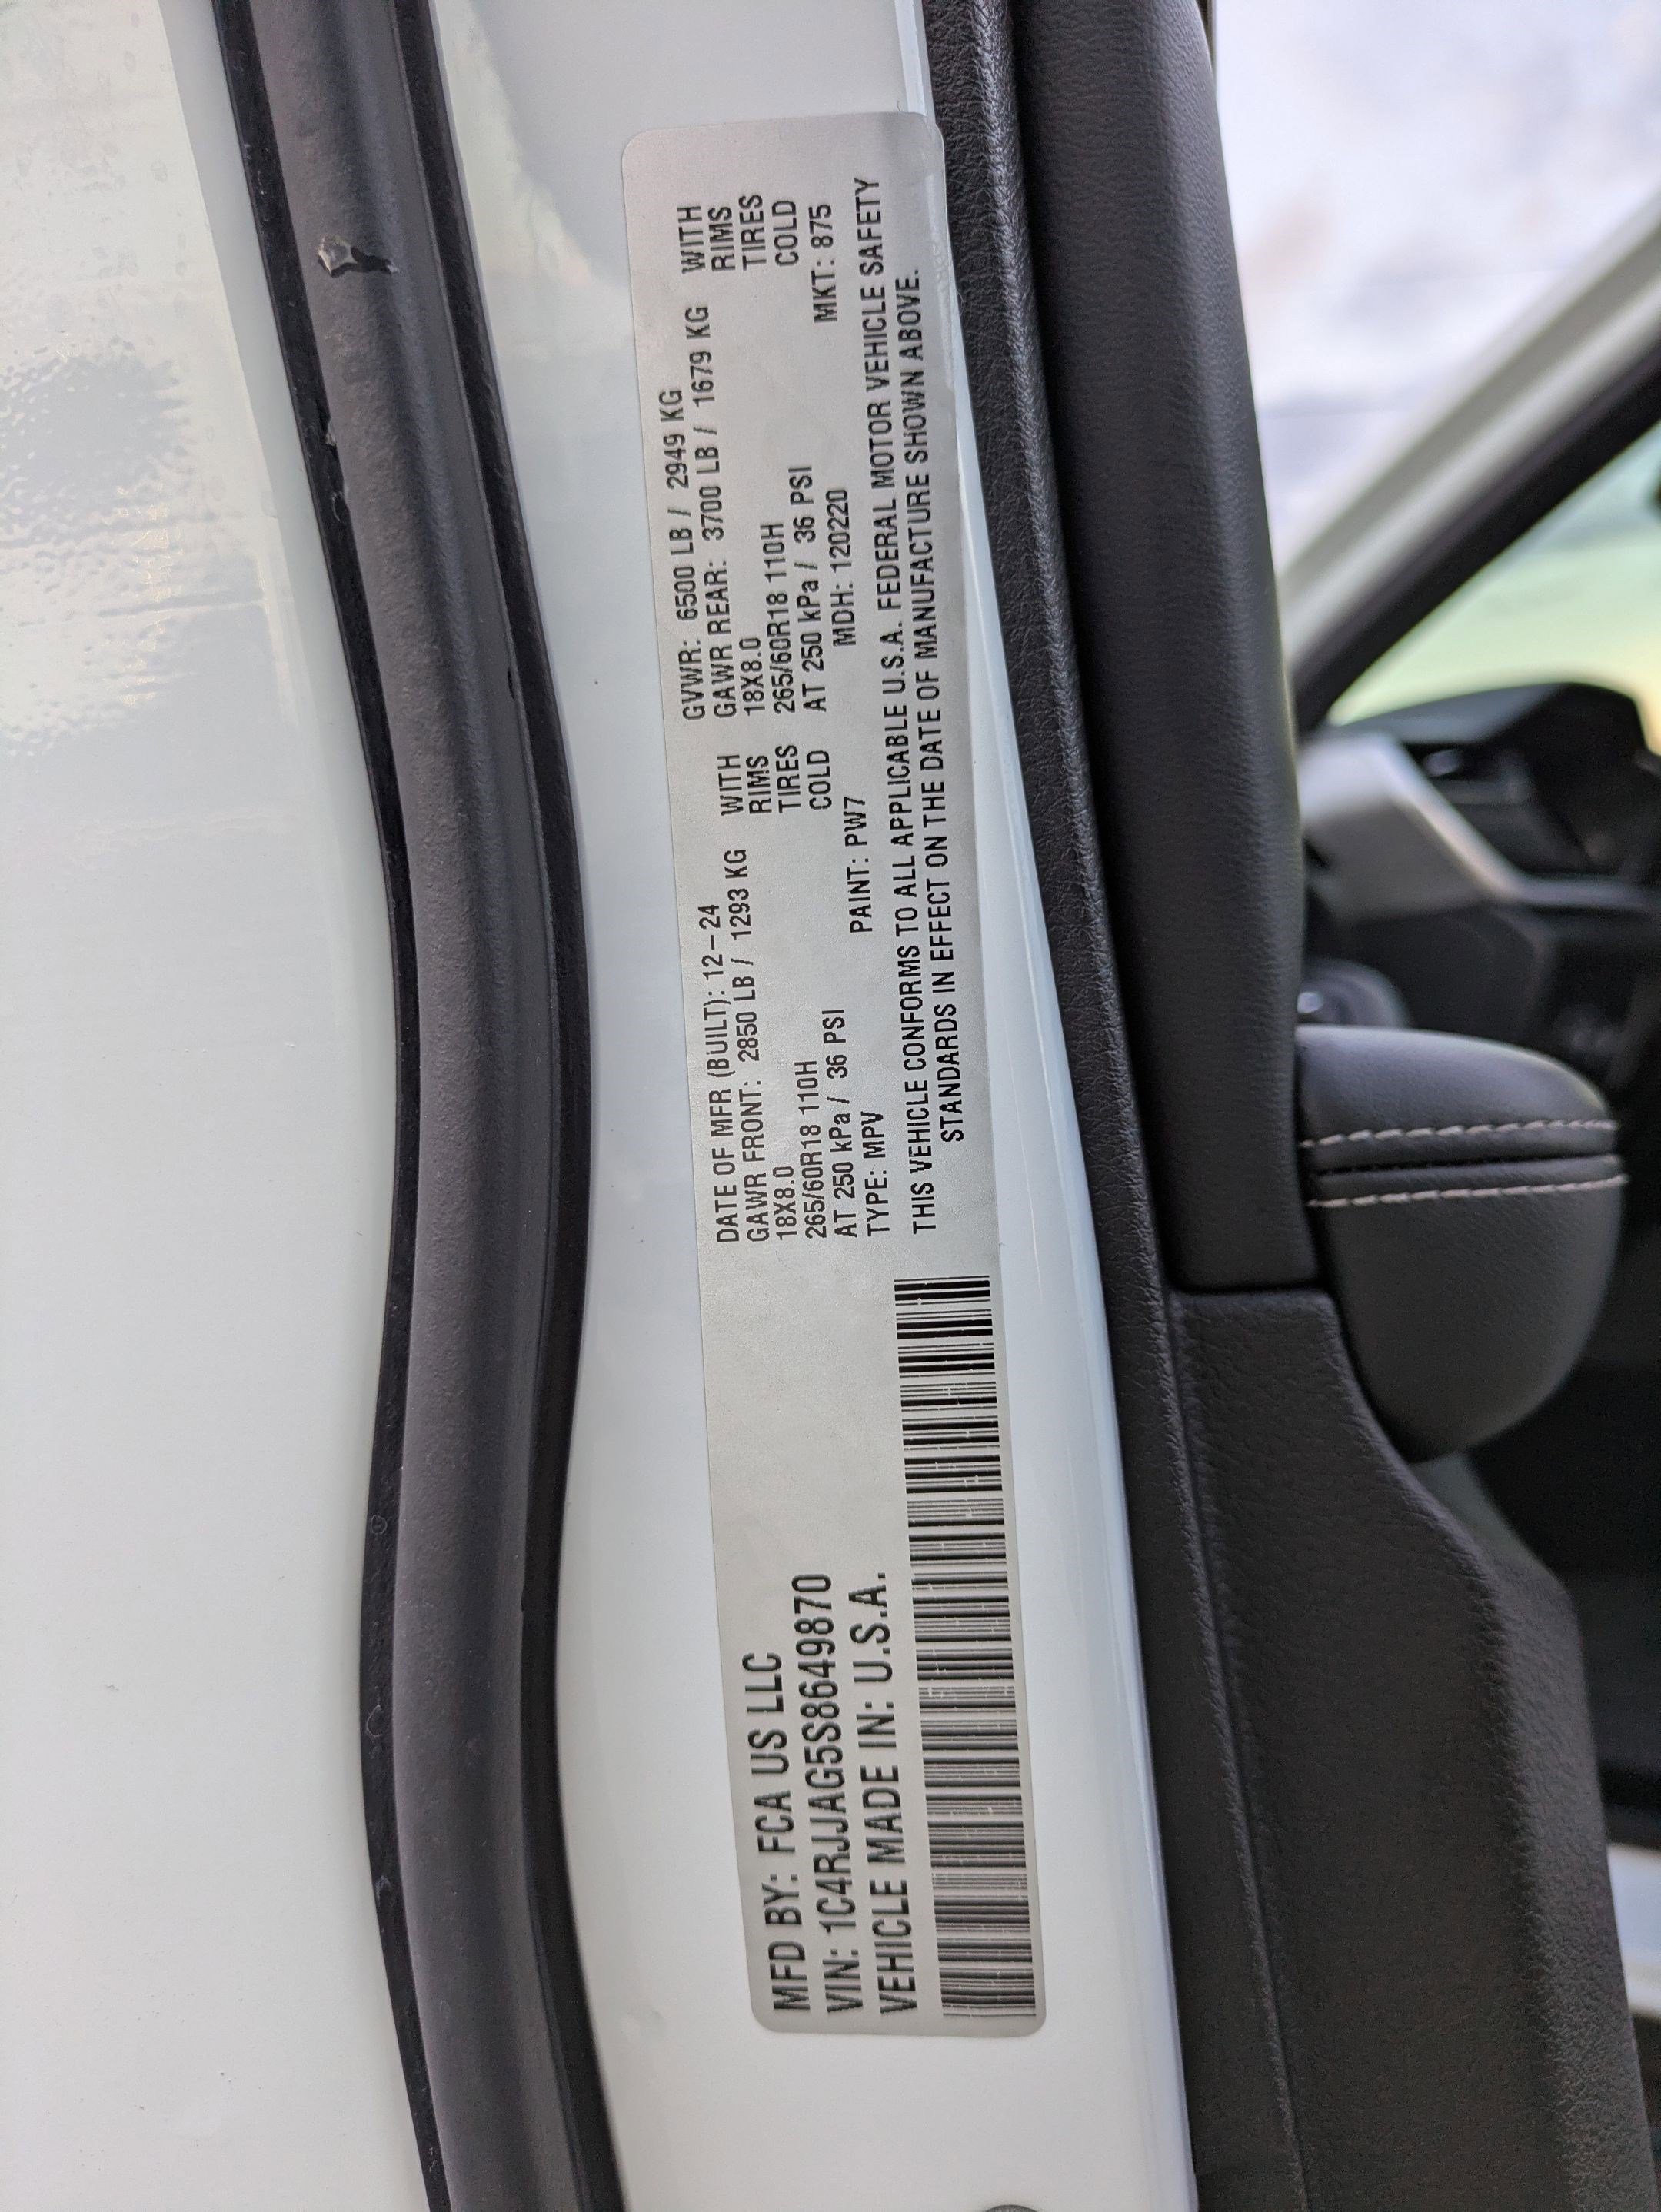 MFD BY: FCA US LLC
VIN: 1C4RJJAG5S8649870
VEHICLE MADE IN: U.S.A.
DATE OF MFR (BUILT): 12-24 GVWR: 6500 LB / 2949 KG
GAWR FRONT: 2850 LB / 1293 KG WITH GAWR REAR: 3700 LB / 1679 KG WITH
18X8.0 RIMS 18X8.0 RIMS
265/60R18 110H TIRES 265/60R18 110H TIRES
AT 250 kPa / 36 PSI COLD AT 250 kPa / 36 PSI COLD
TYPE: MPV PAINT: PW7 MDH: 120220 MKT: 875
THIS VEHICLE CONFORMS TO ALL APPLICABLE U.S.A. FEDERAL MOTOR VEHICLE SAFETY
STANDARDS IN EFFECT ON THE DATE OF MANUFACTURE SHOWN ABOVE.